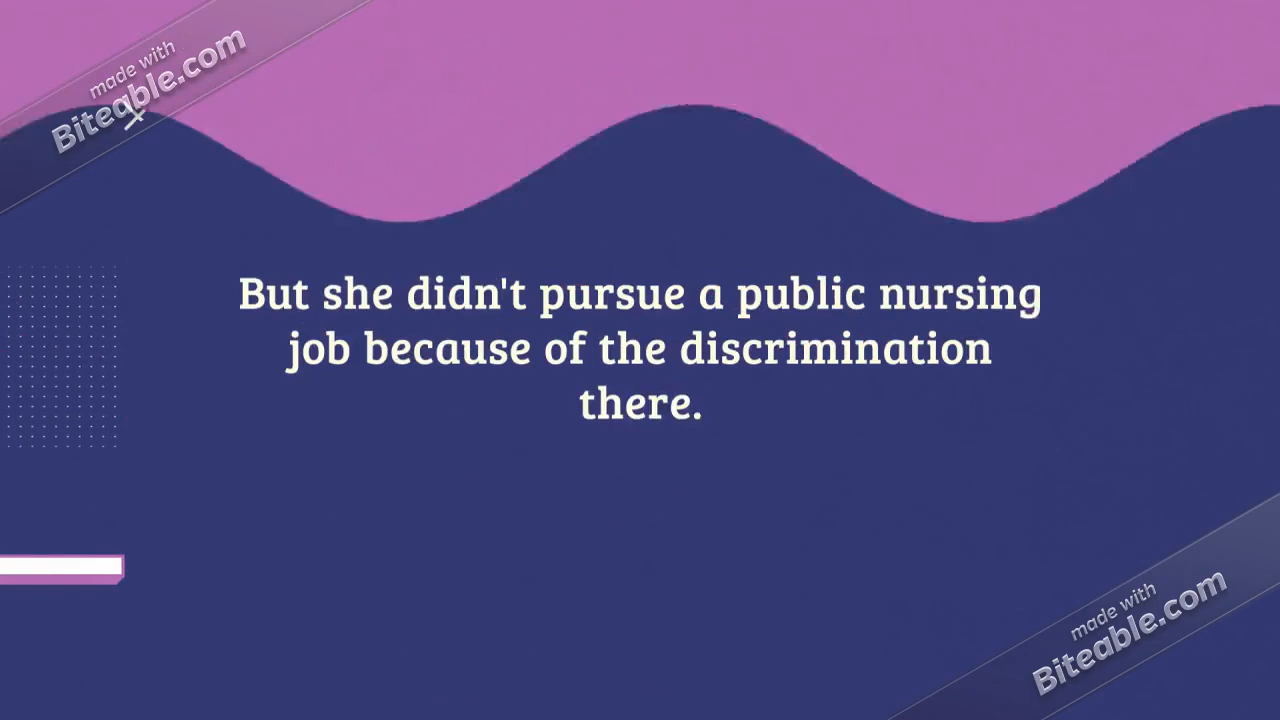 made with
Biteable.com
But she didn't pursue a public nursing
job because of the discrimination
there.
made with
Biteable.com